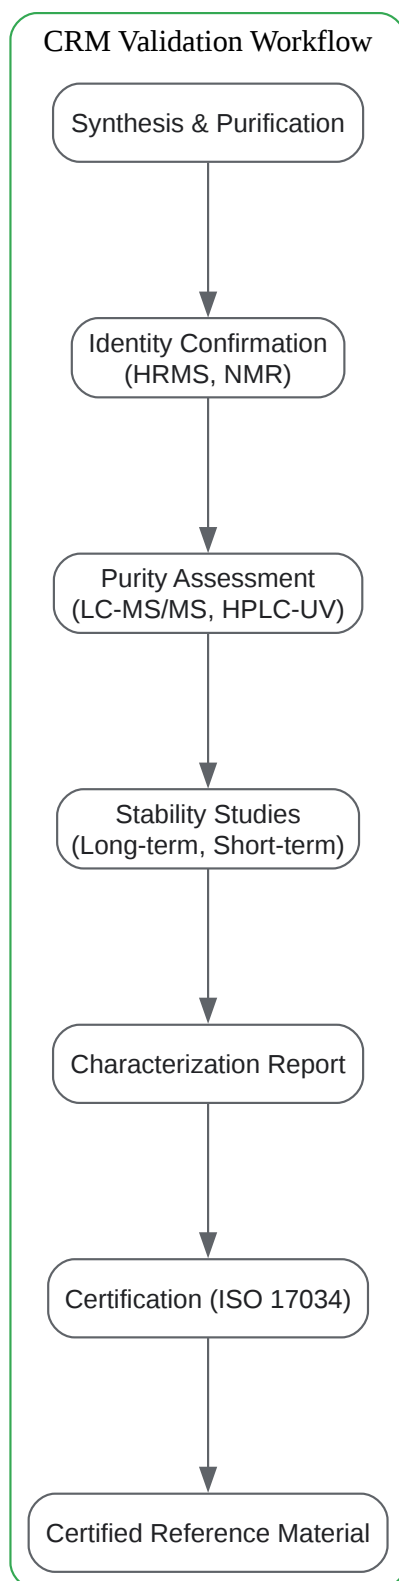 CRM Validation Workflow
Synthesis & Purification
Identity Confirmation
(HRMS, NMR)
Purity Assessment
(LC-MS/MS, HPLC-UV)
Stability Studies
(Long-term, Short-term)
Characterization Report
Certification (ISO 17034)
Certified Reference Material